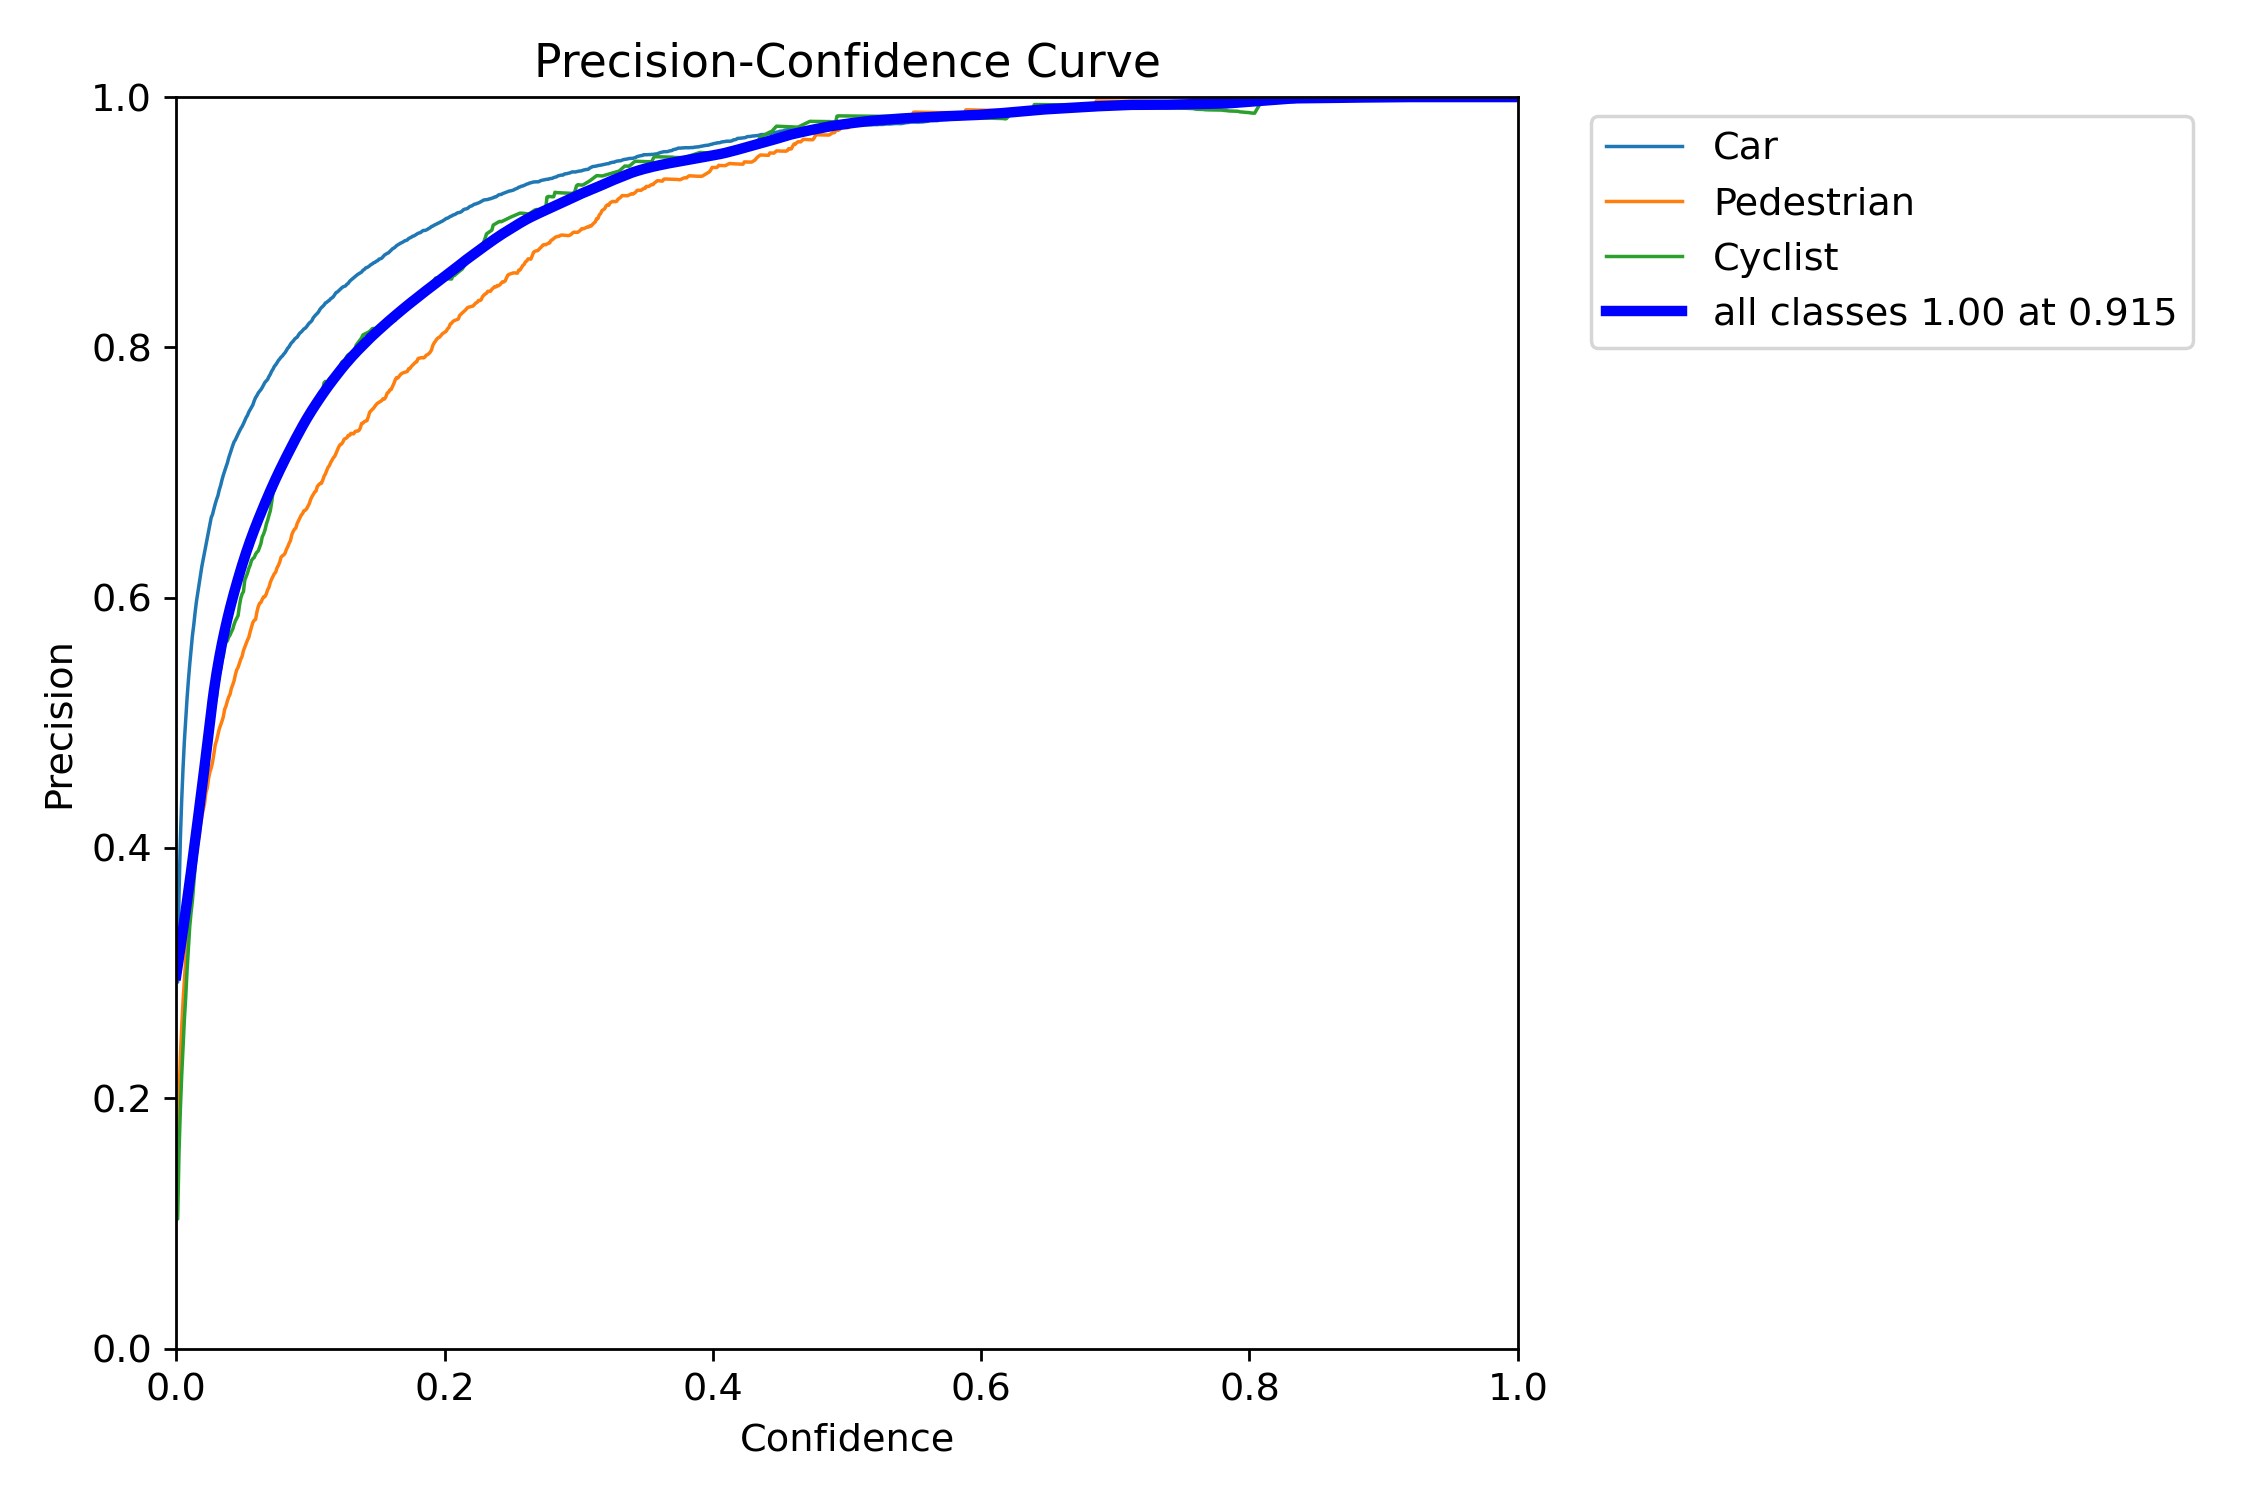 Precision-Confidence Curve
1.0
0.8
0.6
0.4
0.2
0.0
Precision
0.0 0.2 0.4 0.6 0.8 1.0
Confidence
Car
Pedestrian
Cyclist
all classes 1.00 at 0.915